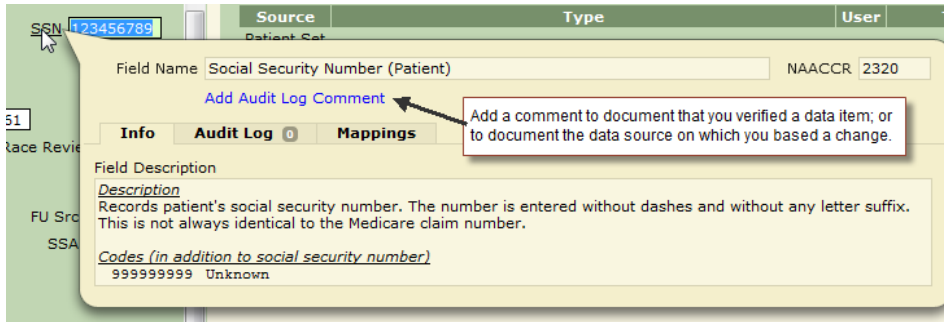 Source Type User
SSN 123456789
Patient Set
Field Name Social Security Number (Patient) NAACCR 2320
Add Audit Log Comment
Add a comment to document that you verified a data item; or
to document the data source on which you based a change.
61
Info Audit Log 0 Mappings
Race Revie
Field Description
Description
Records patient's social security number. The number is entered without dashes and without any letter suffix.
This is not always identical to the Medicare claim number.
FU Src
SSA
Codes (in addition to social security number)
999999999 Unknown